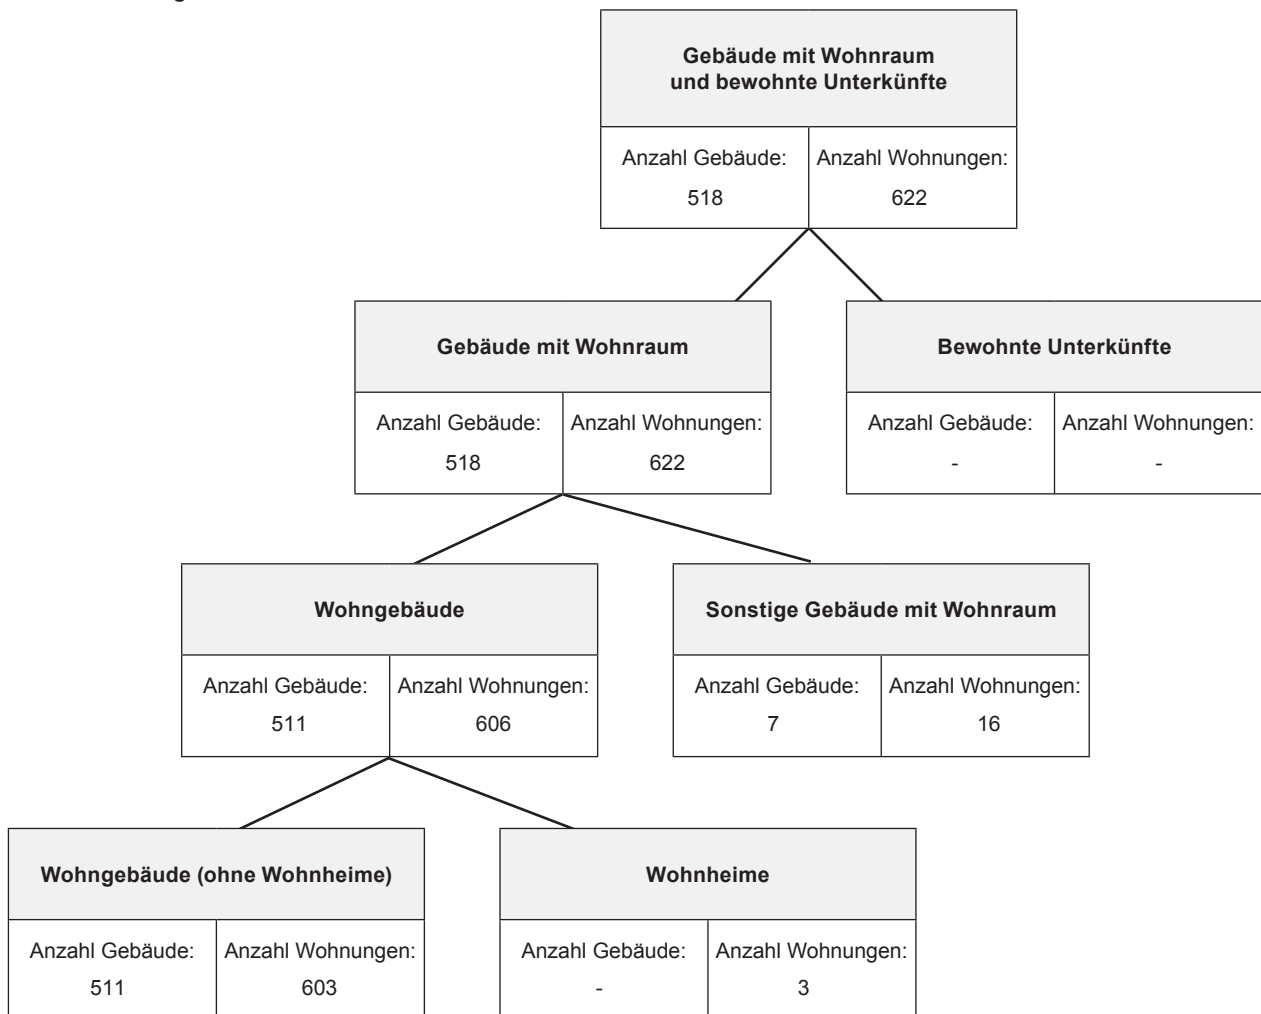 Gebäude mit Wohnraum
und bewohnte Unterkünfte
Anzahl Gebäude: Anzahl Wohnungen:
518 622
Gebäude mit Wohnraum
Bewohnte Unterkünfte
Anzahl Gebäude: Anzahl Wohnungen:
518 622
Anzahl Gebäude: Anzahl Wohnungen:
- -
Wohngebäude
Sonstige Gebäude mit Wohnraum
Anzahl Gebäude: Anzahl Wohnungen:
511 606
Anzahl Gebäude: Anzahl Wohnungen:
7 16
Wohngebäude (ohne Wohnheime)
Wohnheime
Anzahl Gebäude: Anzahl Wohnungen:
511 603
Anzahl Gebäude: Anzahl Wohnungen:
- 3